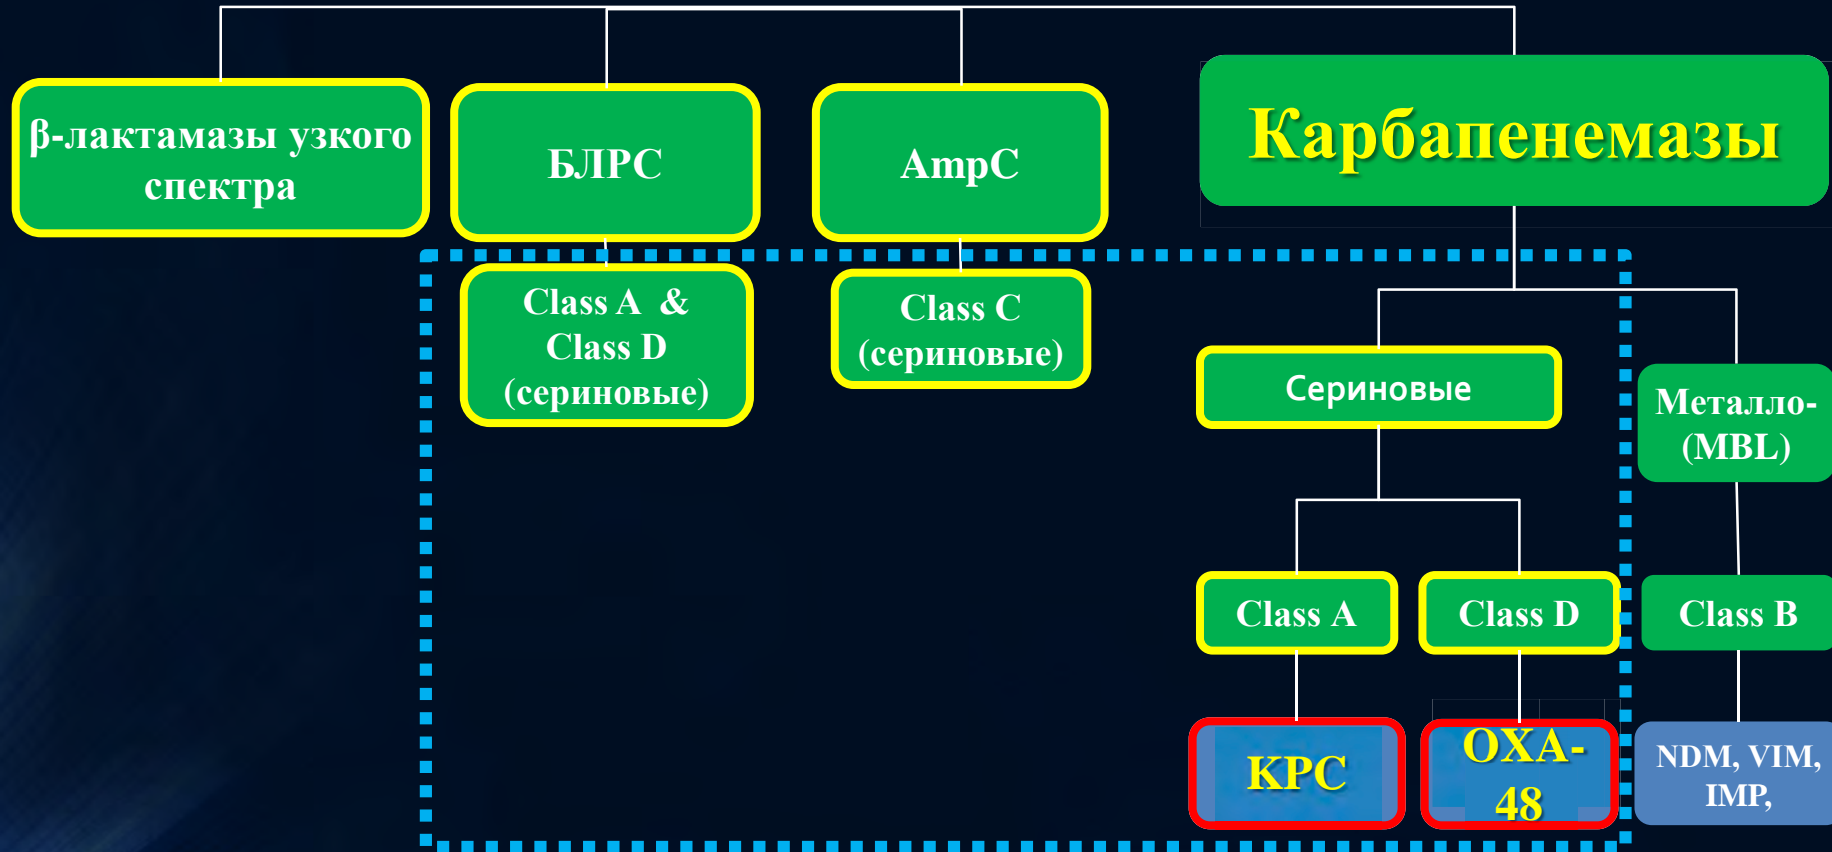 β-лактамазы узкого
спектра
БЛРС
AmpC
Карбапенемазы
Class A &
Class D
(сериновые)
Class C
(сериновые)
Сериновые
Металло-
(MBL)
Class A
Class D
Class B
KPC
OXA-
48
NDM, VIM,
IMP,